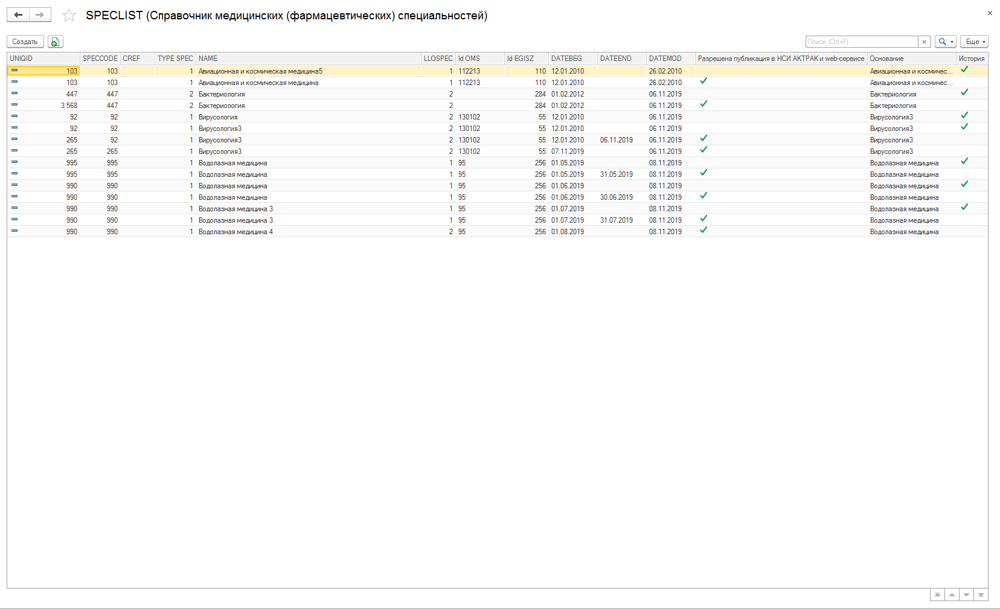 SPECLIST (Справочник медицинских (фармацевтических) специальностей)
Создать Поиск (Ctrl+F) × Еще
UNIQID SPECCODE CREF TYPE SPEC NAME LLOSPEC Id OMS Id EGISZ DATEBEG DATEEND DATEMOD Разрешена публикация в НСИ АКТРАК и web-сервисе Основание История
103 103 1 Авиационная и космическая медицина5 1 112213 110 12.01.2010 26.02.2010 Авиационная и космичес...
103 103 1 Авиационная и космическая медицина 1 112213 110 12.01.2010 26.02.2010 Авиационная и космичес...
447 447 2 Бактериология 2 284 01.02.2012 06.11.2019 Бактериология
3 568 447 2 Бактериология 2 284 01.02.2012 06.11.2019 Бактериология
92 92 1 Вирусология 2 130102 55 12.01.2010 06.11.2019 Вирусология3
92 92 1 Вирусология3 2 130102 55 12.01.2010 06.11.2019 Вирусология3
265 92 1 Вирусология3 2 130102 55 12.01.2010 06.11.2019 06.11.2019 Вирусология3
265 265 1 Вирусология3 2 130102 55 07.11.2019 06.11.2019 Вирусология3
995 995 1 Водолазная медицина 1 95 256 01.05.2019 08.11.2019 Водолазная медицина
995 995 1 Водолазная медицина 1 95 256 01.05.2019 31.05.2019 08.11.2019 Водолазная медицина
990 990 1 Водолазная медицина 1 95 256 01.06.2019 08.11.2019 Водолазная медицина
990 990 1 Водолазная медицина 1 95 256 01.06.2019 30.06.2019 08.11.2019 Водолазная медицина
990 990 1 Водолазная медицина 3 1 95 256 01.07.2019 08.11.2019 Водолазная медицина
990 990 1 Водолазная медицина 3 1 95 256 01.07.2019 31.07.2019 08.11.2019 Водолазная медицина
990 990 1 Водолазная медицина 4 2 95 256 01.08.2019 08.11.2019 Водолазная медицина